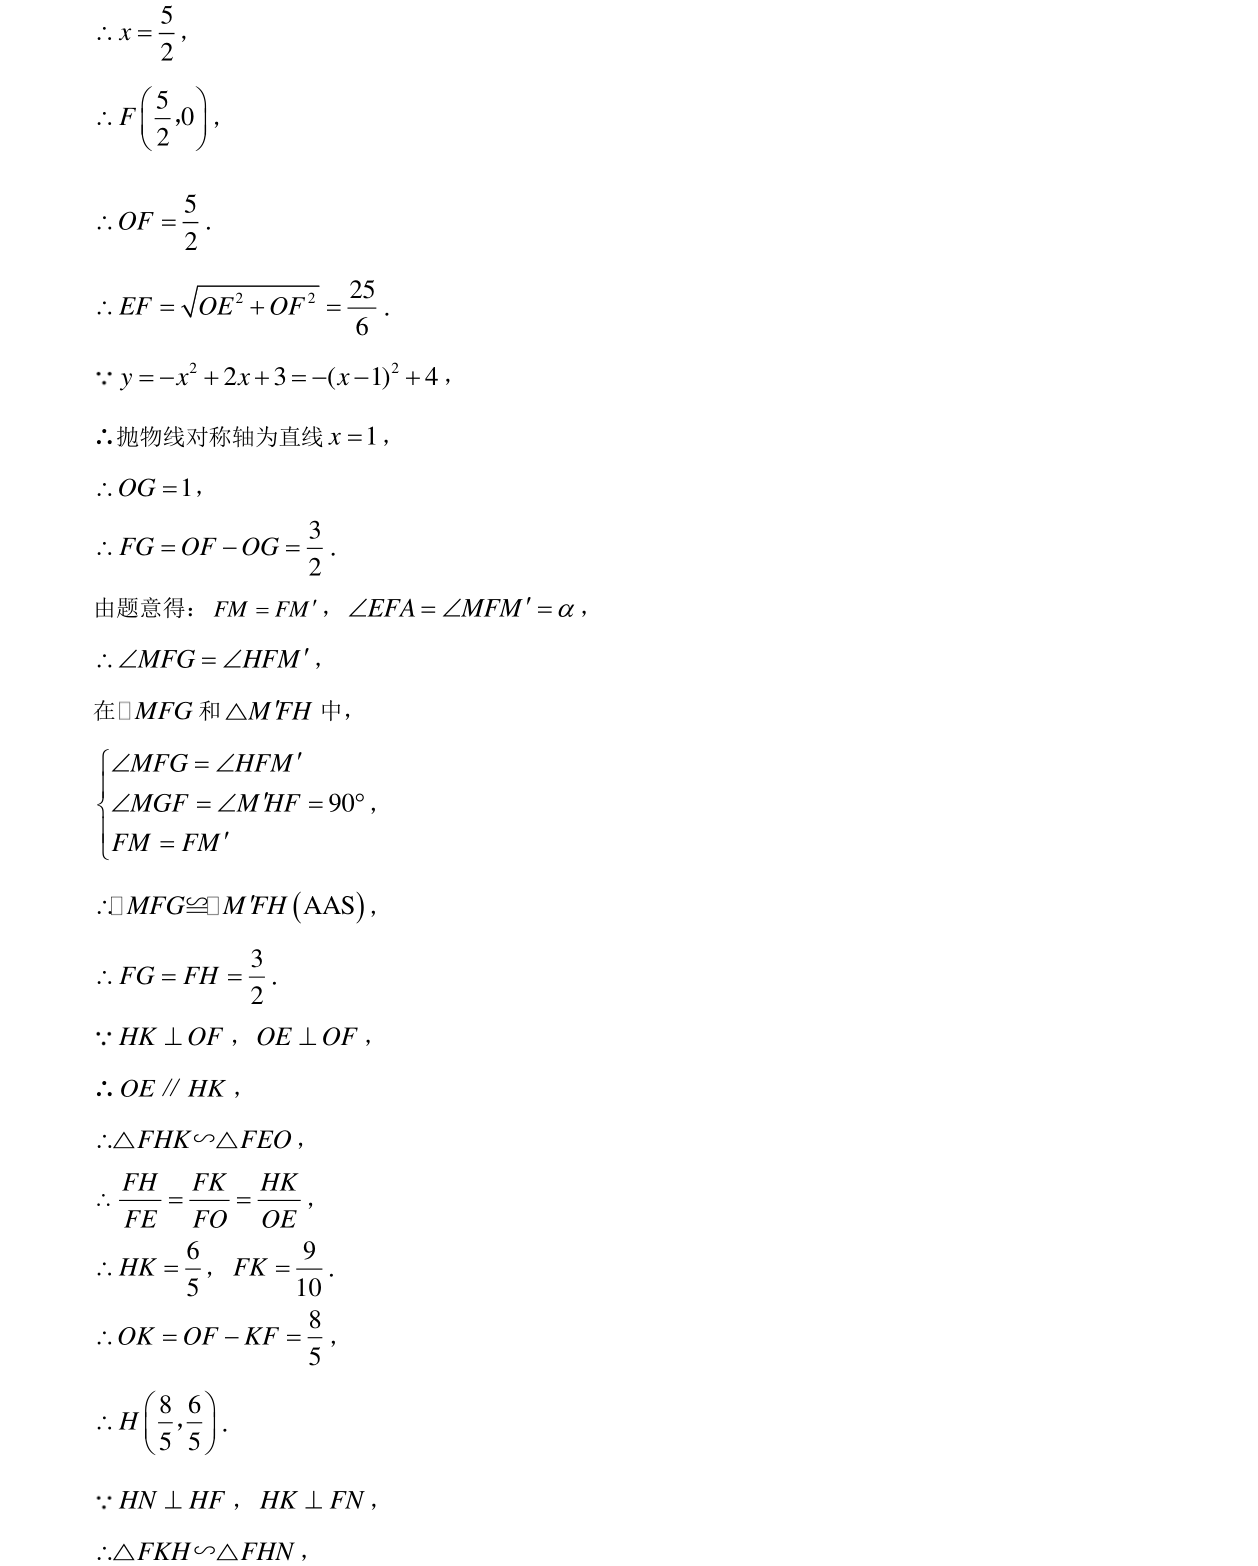 ∴ x = 5/2，
∴ F(5/2,0)，
∴ OF = 5/2．
∴ EF = √(OE² + OF²) = 25/6．
∵ y = −x² + 2x + 3 = −(x−1)² + 4，
∴抛物线对称轴为直线 x = 1，
∴ OG = 1，
∴ FG = OF − OG = 3/2．
由题意得： FM = FM′， ∠EFA = ∠MFM′ = α，
∴ ∠MFG = ∠HFM′，
在□MFG 和△M′FH 中，
∠MFG = ∠HFM′
∠MGF = ∠M′HF = 90°，
FM = FM′
∴□MFG≌□M′FH(AAS)，
∴ FG = FH = 3/2．
∵ HK ⊥ OF， OE ⊥ OF，
∴ OE // HK，
∴△FHK∽△FEO，
∴ FH/FE = FK/FO = HK/OE，
∴ HK = 6/5， FK = 9/10．
∴ OK = OF − KF = 8/5，
∴ H(8/5,6/5)．
∵ HN ⊥ HF， HK ⊥ FN，
∴△FKH∽△FHN，